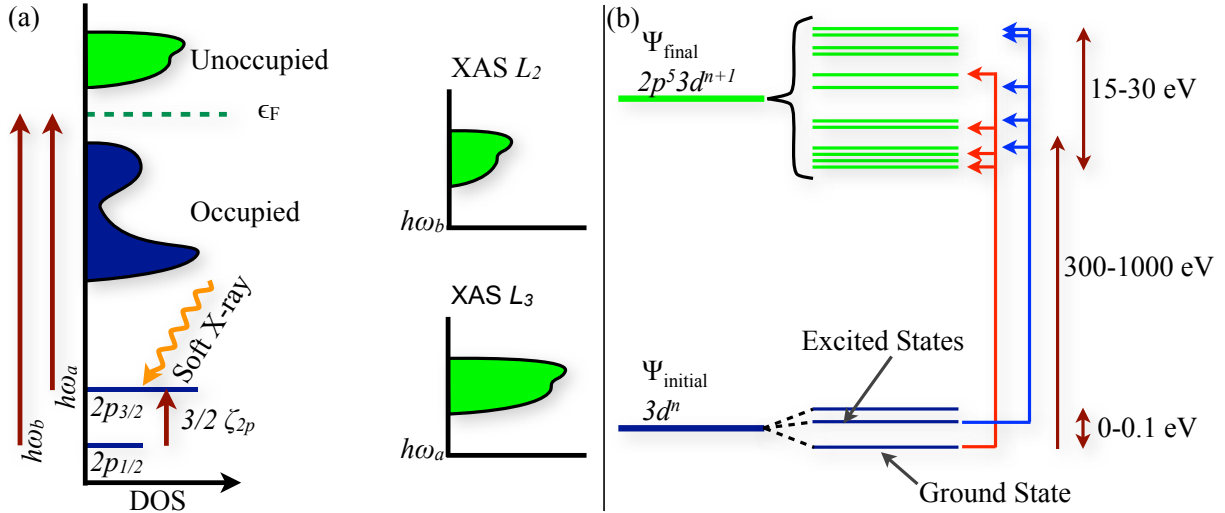 (a)
Unoccupied
ϵF
Occupied
Soft X-ray
2p3/2
3/2 ζ2p
2p1/2
hωb
hωa
DOS
XAS L2
hωb
XAS L3
hωa
(b)
Ψfinal
2p⁵3dⁿ⁺¹
15-30 eV
300-1000 eV
Excited States
Ψinitial
3dⁿ
0-0.1 eV
Ground State